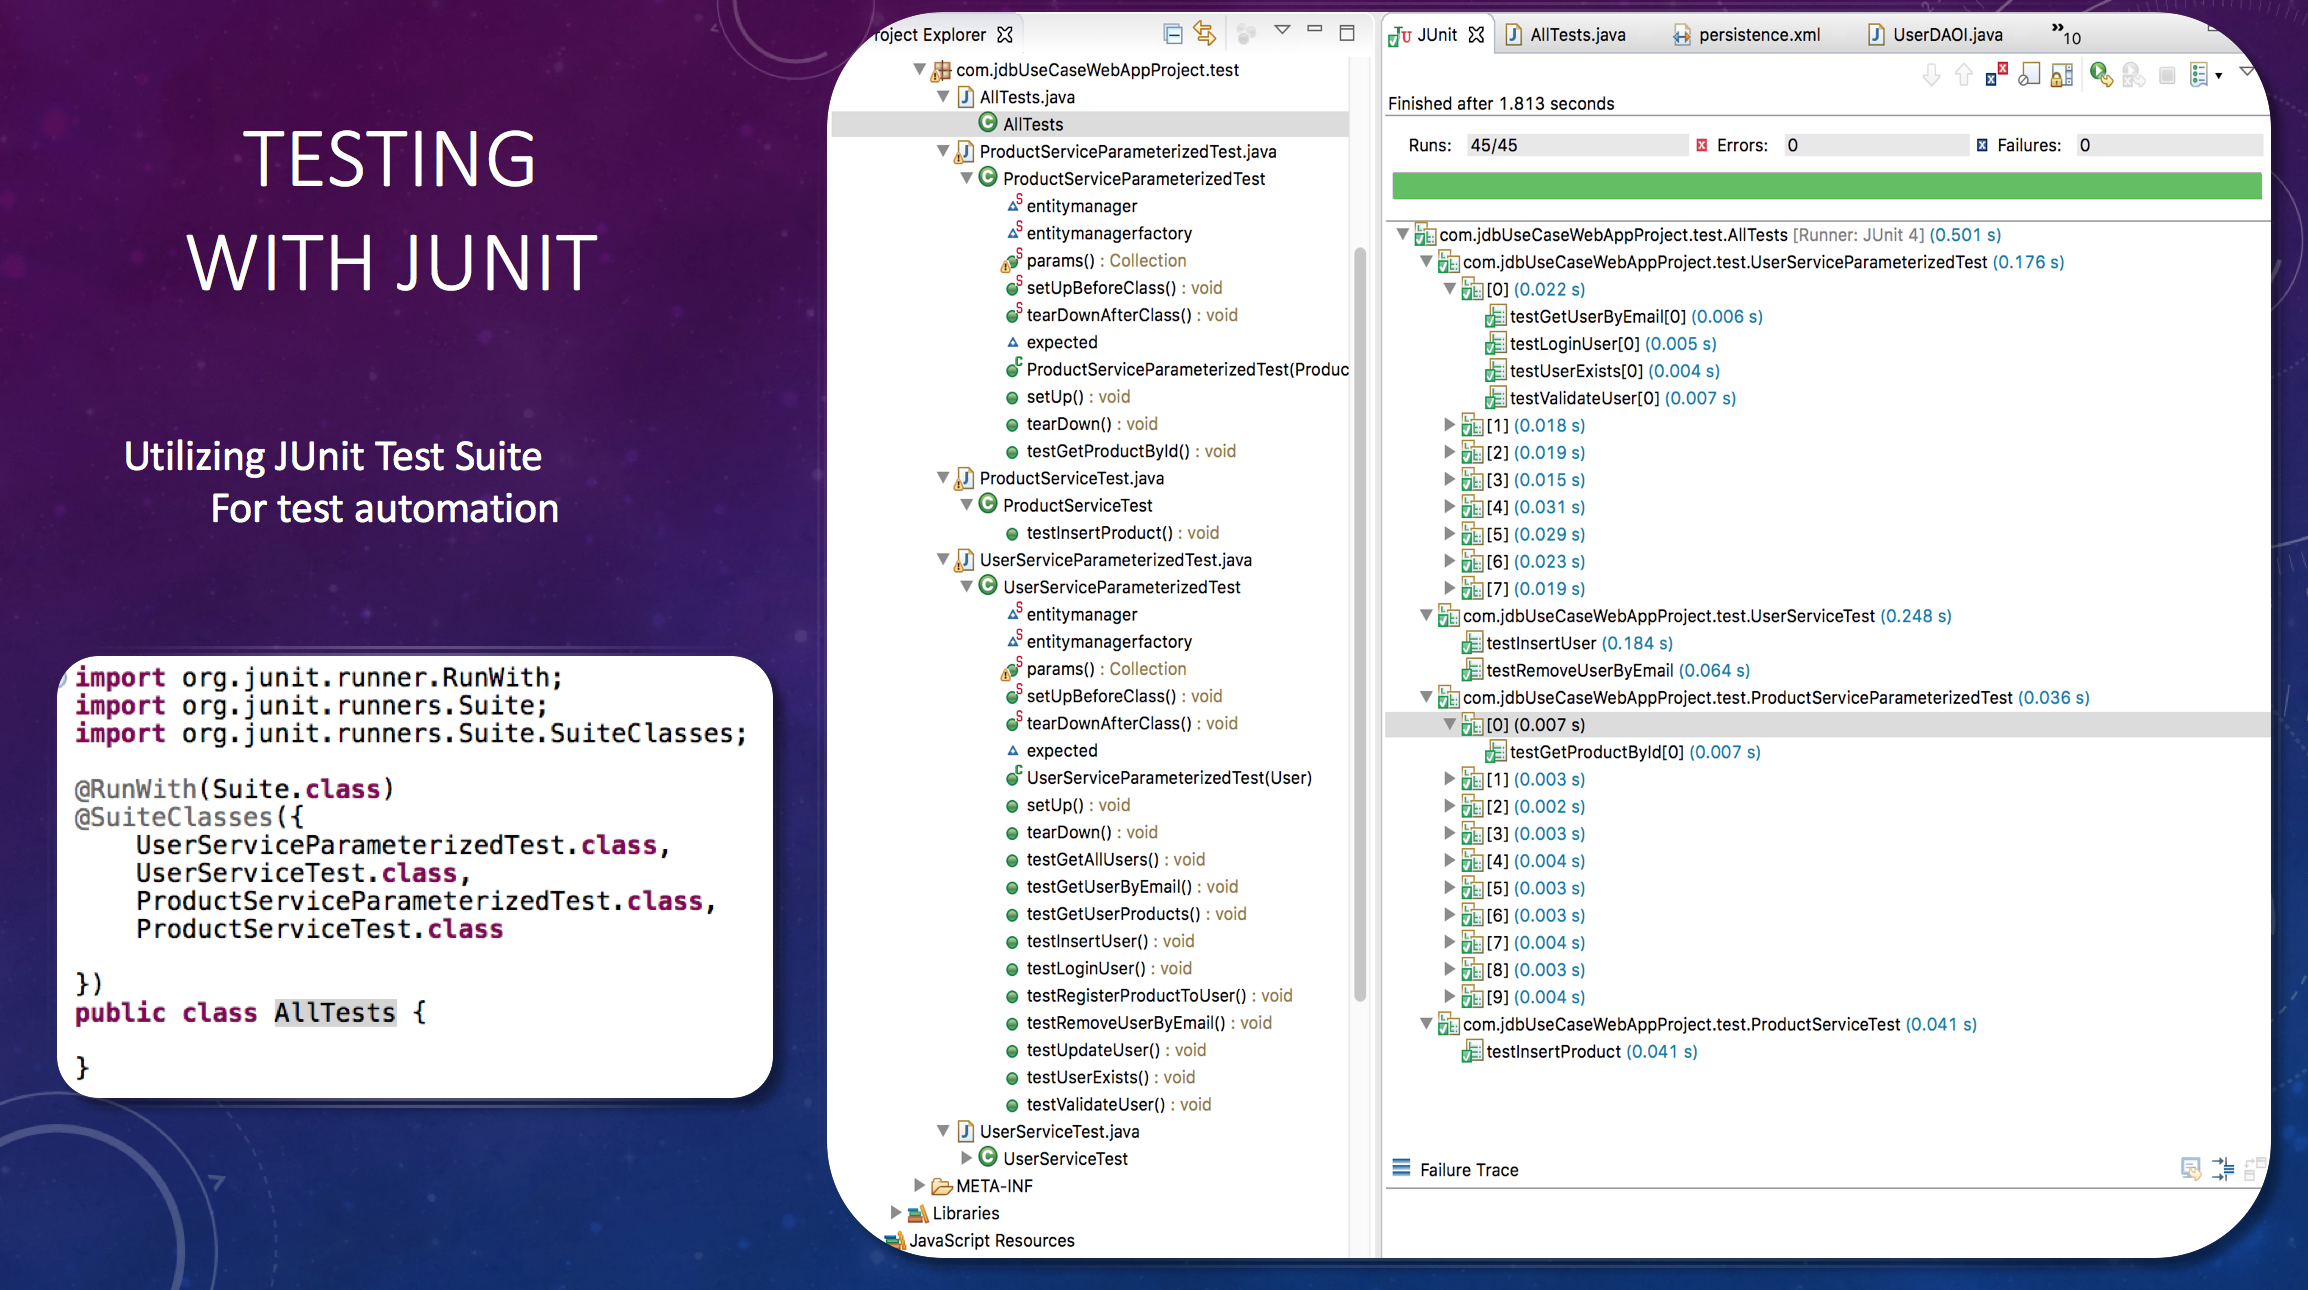 TESTING
WITH JUNIT
Utilizing JUnit Test Suite
For test automation
import org.junit.runner.RunWith;
import org.junit.runners.Suite;
import org.junit.runners.Suite.SuiteClasses;
@RunWith(Suite.class)
@SuiteClasses({
UserServiceParameterizedTest.class,
UserServiceTest.class,
ProductServiceParameterizedTest.class,
ProductServiceTest.class
})
public class AllTests {
}
roject Explorer
com.jdbUseCaseWebAppProject.test
AllTests.java
AllTests
ProductServiceParameterizedTest.java
ProductServiceParameterizedTest
entitymanager
entitymanagerfactory
params() : Collection
setUpBeforeClass() : void
tearDownAfterClass() : void
expected
ProductServiceParameterizedTest(Produc
setUp() : void
tearDown() : void
testGetProductById() : void
ProductServiceTest.java
ProductServiceTest
testInsertProduct() : void
UserServiceParameterizedTest.java
UserServiceParameterizedTest
entitymanager
entitymanagerfactory
params() : Collection
setUpBeforeClass() : void
tearDownAfterClass() : void
expected
UserServiceParameterizedTest(User)
setUp() : void
tearDown() : void
testGetAllUsers() : void
testGetUserByEmail() : void
testGetUserProducts() : void
testInsertUser() : void
testLoginUser() : void
testRegisterProductToUser() : void
testRemoveUserByEmail() : void
testUpdateUser() : void
testUserExists() : void
testValidateUser() : void
UserServiceTest.java
UserServiceTest
META-INF
Libraries
JavaScript Resources
JUnit AllTests.java persistence.xml UserDAOI.java »10
Finished after 1.813 seconds
Runs: 45/45 Errors: 0 Failures: 0
com.jdbUseCaseWebAppProject.test.AllTests [Runner: JUnit 4] (0.501 s)
com.jdbUseCaseWebAppProject.test.UserServiceParameterizedTest (0.176 s)
[0] (0.022 s)
testGetUserByEmail[0] (0.006 s)
testLoginUser[0] (0.005 s)
testUserExists[0] (0.004 s)
testValidateUser[0] (0.007 s)
[1] (0.018 s)
[2] (0.019 s)
[3] (0.015 s)
[4] (0.031 s)
[5] (0.029 s)
[6] (0.023 s)
[7] (0.019 s)
com.jdbUseCaseWebAppProject.test.UserServiceTest (0.248 s)
testInsertUser (0.184 s)
testRemoveUserByEmail (0.064 s)
com.jdbUseCaseWebAppProject.test.ProductServiceParameterizedTest (0.036 s)
[0] (0.007 s)
testGetProductById[0] (0.007 s)
[1] (0.003 s)
[2] (0.002 s)
[3] (0.003 s)
[4] (0.004 s)
[5] (0.003 s)
[6] (0.003 s)
[7] (0.004 s)
[8] (0.003 s)
[9] (0.004 s)
com.jdbUseCaseWebAppProject.test.ProductServiceTest (0.041 s)
testInsertProduct (0.041 s)
Failure Trace